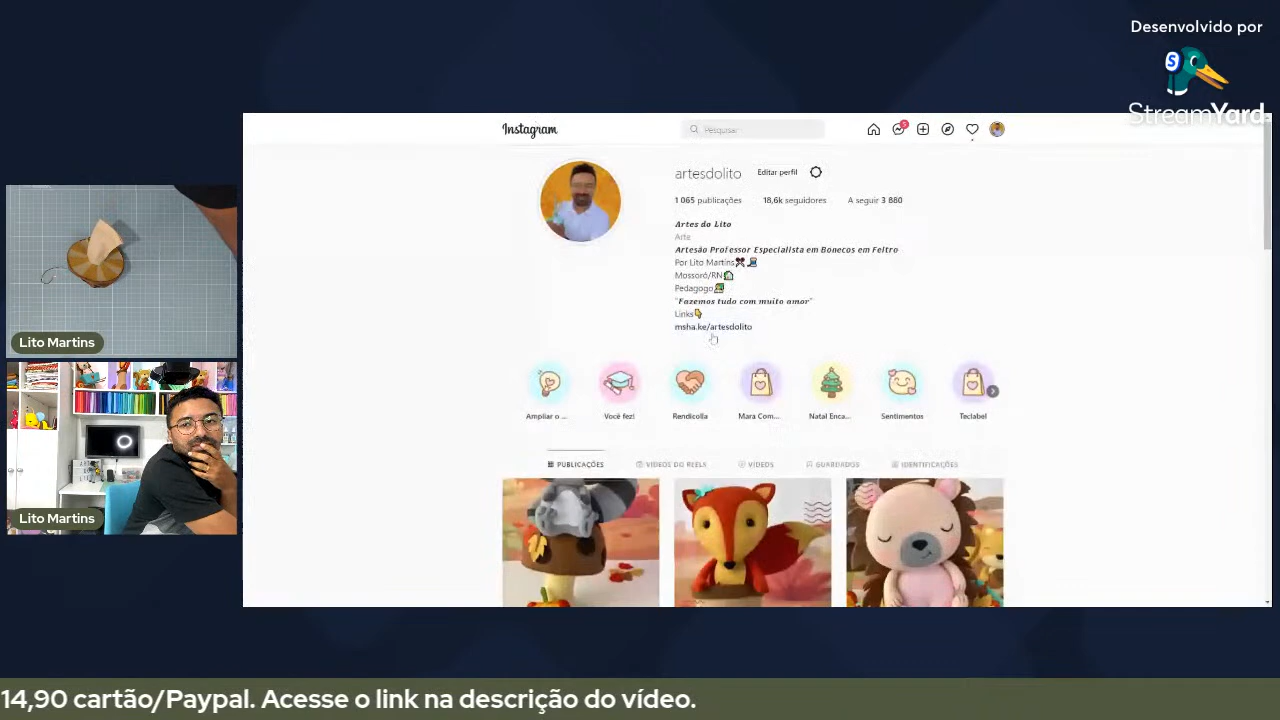 Desenvolvido por
StreamYard
Instagram
Pesquisar
5
artesdolito Editar perfil
1 065 publicações 18,6k seguidores A seguir 3 880
Artes do Lito
Arte
Artesão Professor Especialista em Bonecos em Feltro
Por Lito Martins
Mossoró/RN
Pedagogo
"Fazemos tudo com muito amor"
Links
msha.ke/artesdolito
Ampliar o ... Você fez! Rendicolla Mara Com... Natal Enca... Sentimentos Teclabel
PUBLICAÇÕES VÍDEOS DO REELS VÍDEOS GUARDADOS IDENTIFICAÇÕES
Lito Martins
Lito Martins
14,90 cartão/Paypal. Acesse o link na descrição do vídeo.